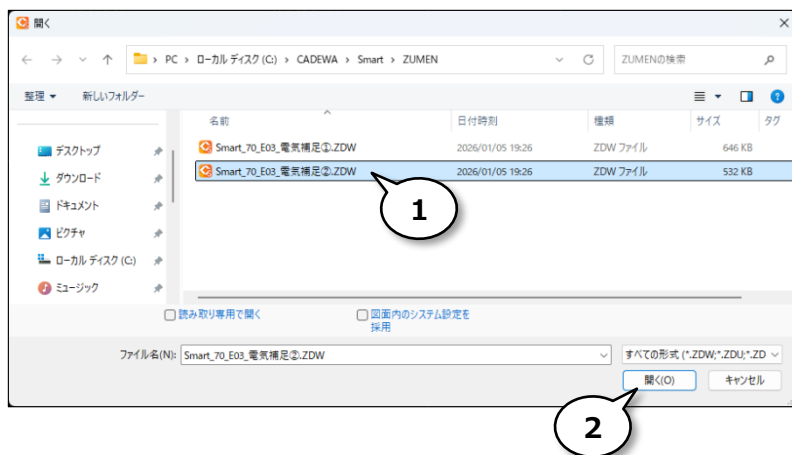 開く
PC > ローカル ディスク (C:) > CADEWA > Smart > ZUMEN
ZUMENの検索
整理 新しいフォルダー
名前 日付時刻 種類 サイズ タグ
Smart_70_E03_電気補足①.ZDW 2026/01/05 19:26 ZDW ファイル 646 KB
Smart_70_E03_電気補足②.ZDW 2026/01/05 19:26 ZDW ファイル 532 KB
デスクトップ
ダウンロード
ドキュメント
ピクチャ
ローカル ディスク (C:)
ミュージック
1
読み取り専用で開く
図面内のシステム設定を
採用
ファイル名(N): Smart_70_E03_電気補足②.ZDW
すべての形式 (*.ZDW;*.ZDU;*.ZD
開く(O) キャンセル
2